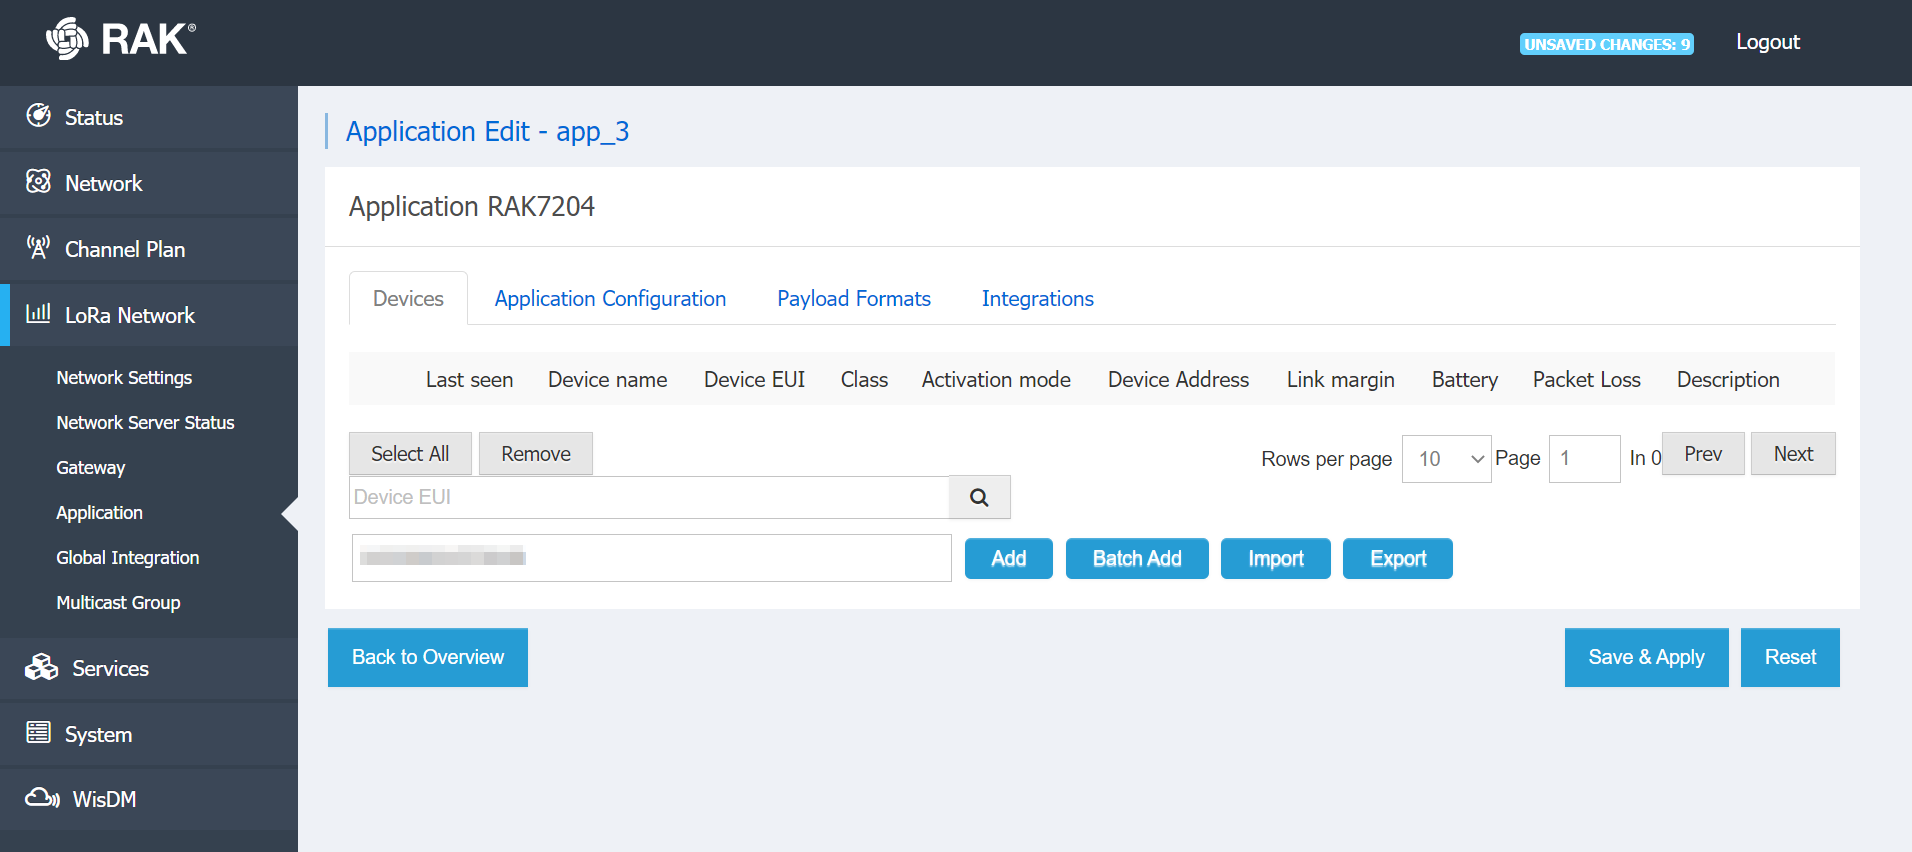 RAK®
UNSAVED CHANGES: 9
Logout
Status
Network
Channel Plan
LoRa Network
Network Settings
Network Server Status
Gateway
Application
Global Integration
Multicast Group
Services
System
WisDM
Application Edit - app_3
Application RAK7204
Devices Application Configuration Payload Formats Integrations
Last seen Device name Device EUI Class Activation mode Device Address Link margin Battery Packet Loss Description
Select All Remove Rows per page 10 Page 1 In 0 Prev Next
Device EUI
Add Batch Add Import Export
Back to Overview Save & Apply Reset